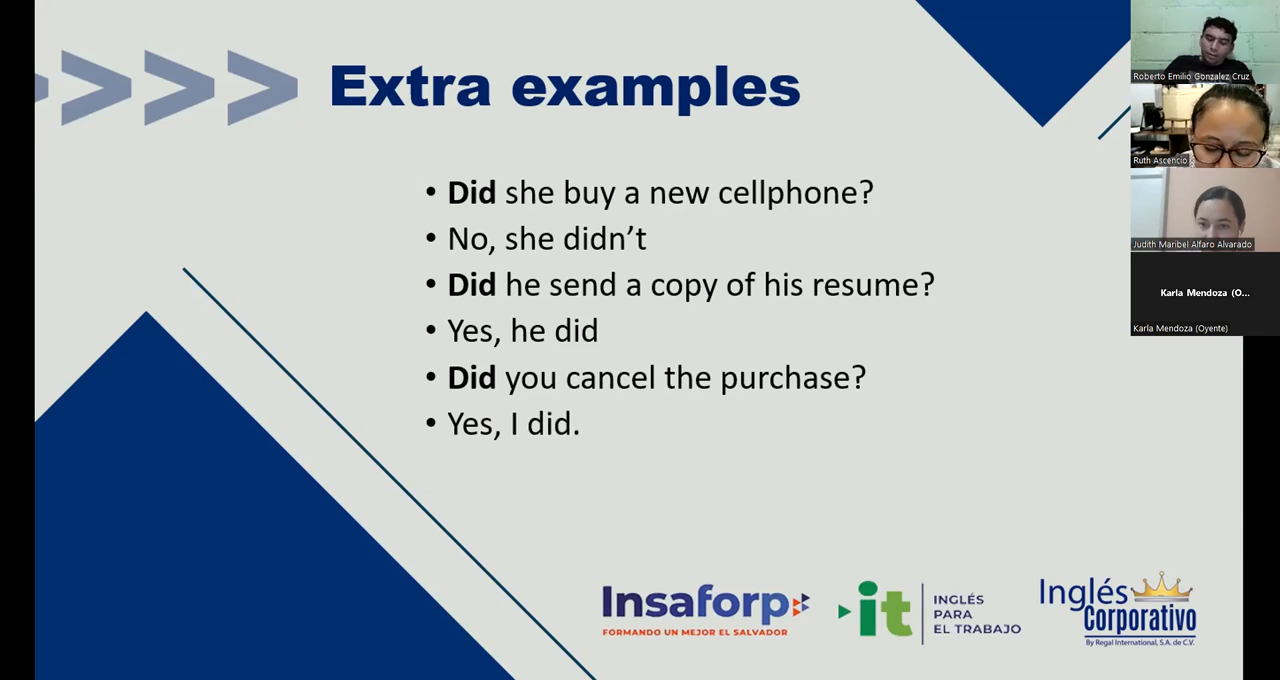 Extra examples
• Did she buy a new cellphone?
• No, she didn’t
• Did he send a copy of his resume?
• Yes, he did
• Did you cancel the purchase?
• Yes, I did.
Roberto Emilio Gonzalez Cruz
Ruth Ascencio
Judith Maribel Alfaro Alvarado
Karla Mendoza (O...
Karla Mendoza (Oyente)
Insaforp
FORMANDO UN MEJOR EL SALVADOR
it
INGLÉS
PARA
EL TRABAJO
Inglés
Corporativo
By Regal International, S.A. de C.V.